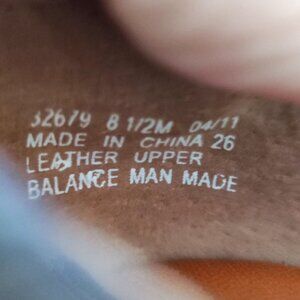 32679 8 1/2M 04/11
MADE IN CHINA 26
LEATHER UPPER
BALANCE MAN MADE